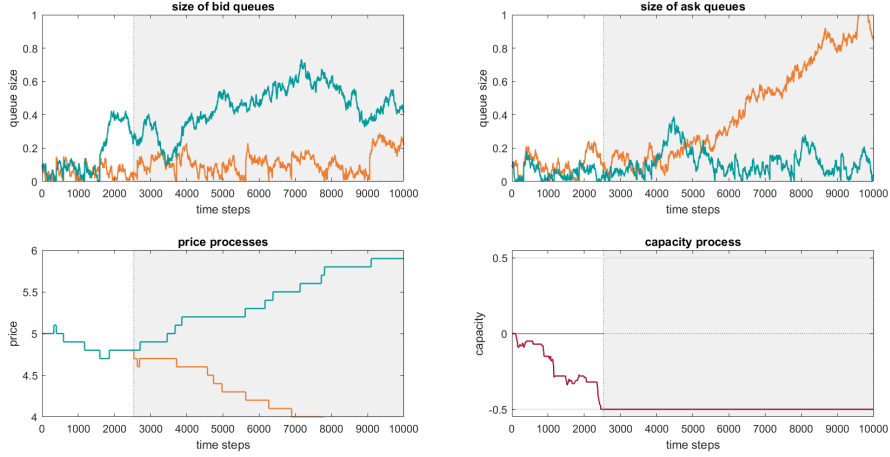 size of bid queues
1
0.8
0.6
0.4
0.2
0
queue size
0 1000 2000 3000 4000 5000 6000 7000 8000 9000 10000
time steps
size of ask queues
1
0.8
0.6
0.4
0.2
0
queue size
0 1000 2000 3000 4000 5000 6000 7000 8000 9000 10000
time steps
price processes
6
5.5
5
4.5
4
price
0 1000 2000 3000 4000 5000 6000 7000 8000 9000 10000
time steps
capacity process
0.5
0
-0.5
capacity
0 1000 2000 3000 4000 5000 6000 7000 8000 9000 10000
time steps